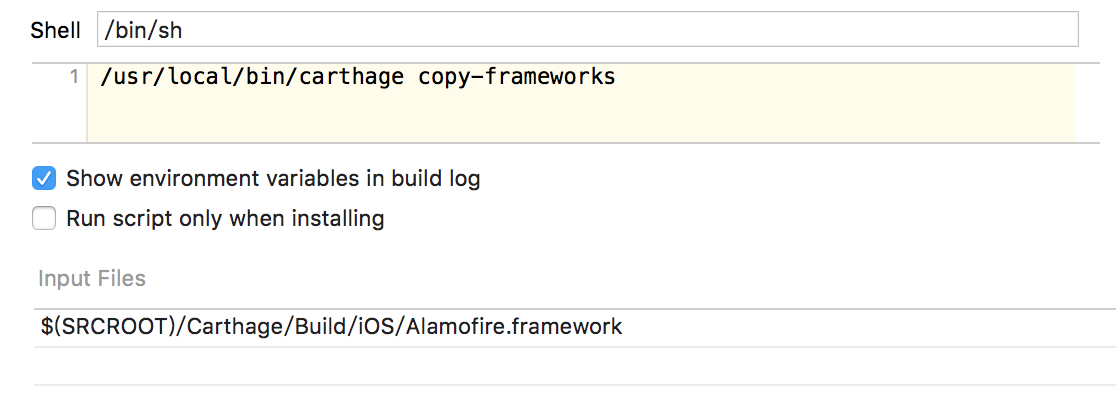 Shell /bin/sh
1 /usr/local/bin/carthage copy-frameworks
Show environment variables in build log
Run script only when installing
Input Files
$(SRCROOT)/Carthage/Build/iOS/Alamofire.framework